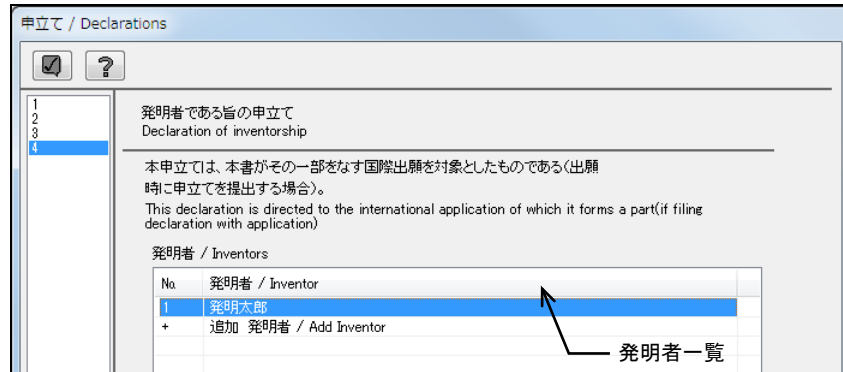 申立て / Declarations
?
1
2
3
4
発明者である旨の申立て
Declaration of inventorship
本申立ては、本書がその一部をなす国際出願を対象としたものである(出願
時に申立てを提出する場合)。
This declaration is directed to the international application of which it forms a part(if filing
declaration with application)
発明者 / Inventors
No. 発明者 / Inventor
1 発明太郎
+ 追加 発明者 / Add Inventor
発明者一覧